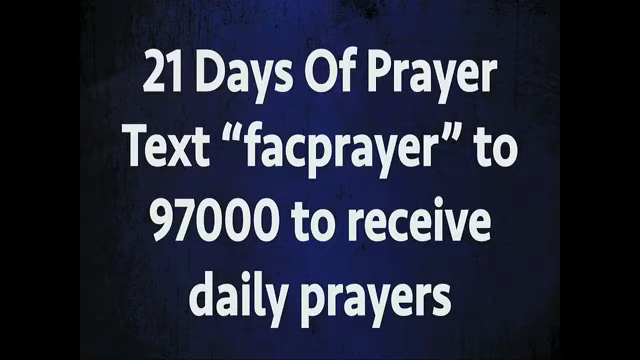 21 Days Of Prayer
Text “facprayer” to
97000 to receive
daily prayers